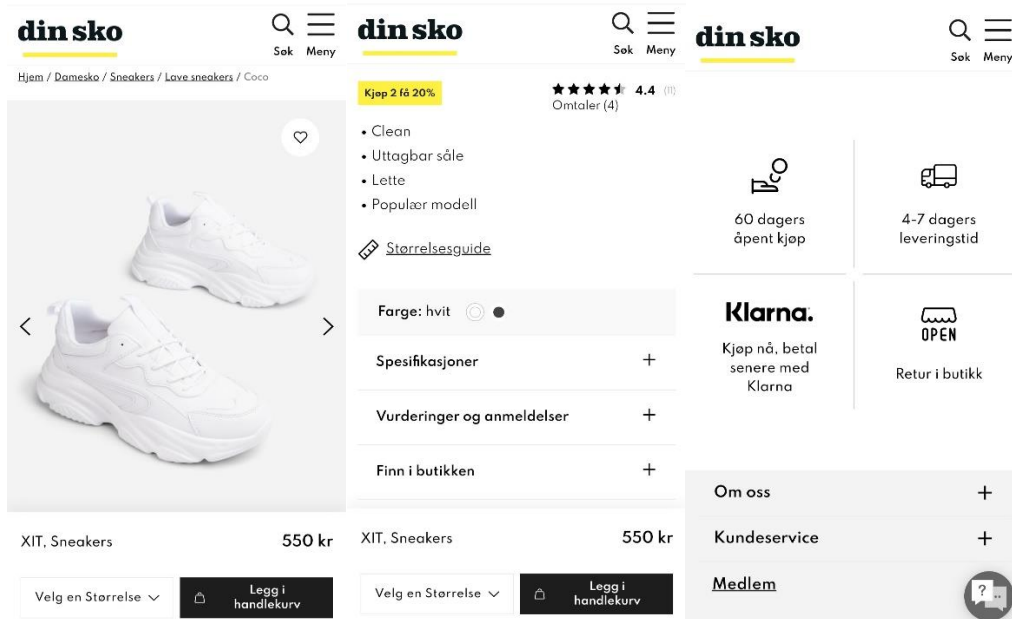 din sko
Søk Meny
Hjem / Damesko / Sneakers / Lave sneakers / Coco
XIT, Sneakers 550 kr
Velg en Størrelse
Legg i
handlekurv
din sko
Søk Meny
Kjøp 2 få 20%
4.4 (11)
Omtaler (4)
• Clean
• Uttagbar såle
• Lette
• Populær modell
Størrelsesguide
Farge: hvit
Spesifikasjoner +
Vurderinger og anmeldelser +
Finn i butikken +
XIT, Sneakers 550 kr
Velg en Størrelse
Legg i
handlekurv
din sko
Søk Meny
60 dagers
åpent kjøp
4-7 dagers
leveringstid
Klarna.
Kjøp nå, betal
senere med
Klarna
OPEN
Retur i butikk
Om oss +
Kundeservice +
Medlem
?